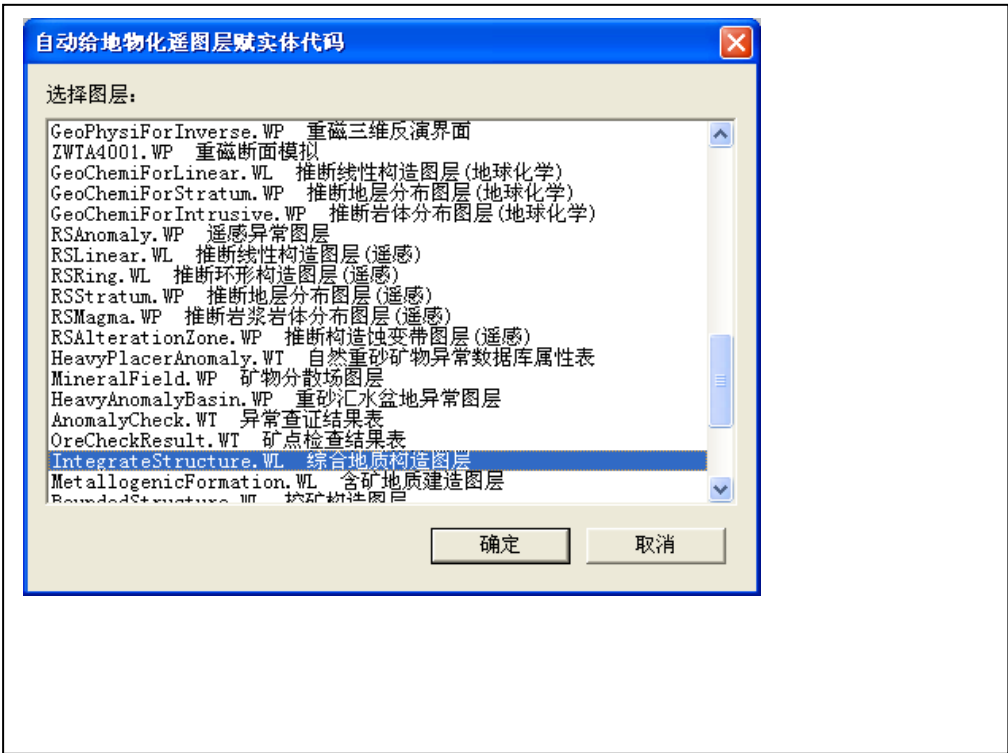 自动给地物化遥图层赋实体代码
选择图层:
GeoPhysiForInverse.WP 重磁三维反演界面
ZWTA4001.WP 重磁断面模拟
GeoChemiForLinear.WL 推断线性构造图层(地球化学)
GeoChemiForStratum.WP 推断地层分布图层(地球化学)
GeoChemiForIntrusive.WP 推断岩体分布图层(地球化学)
RSAnomaly.WP 遥感异常图层
RSLinear.WL 推断线性构造图层(遥感)
RSRing.WL 推断环形构造图层(遥感)
RSStratum.WP 推断地层分布图层(遥感)
RSMagma.WP 推断岩浆岩体分布图层(遥感)
RSAlterationZone.WP 推断构造蚀变带图层(遥感)
HeavyPlacerAnomaly.WT 自然重砂矿物异常数据库属性表
MineralField.WP 矿物分散场图层
HeavyAnomalyBasin.WP 重砂汇水盆地异常图层
AnomalyCheck.WT 异常查证结果表
OreCheckResult.WT 矿点检查结果表
IntegrateStructure.WL 综合地质构造图层
MetallogenicFormation.WL 含矿地质建造图层
BoundedStructure.WL 控矿构造图层
确定
取消